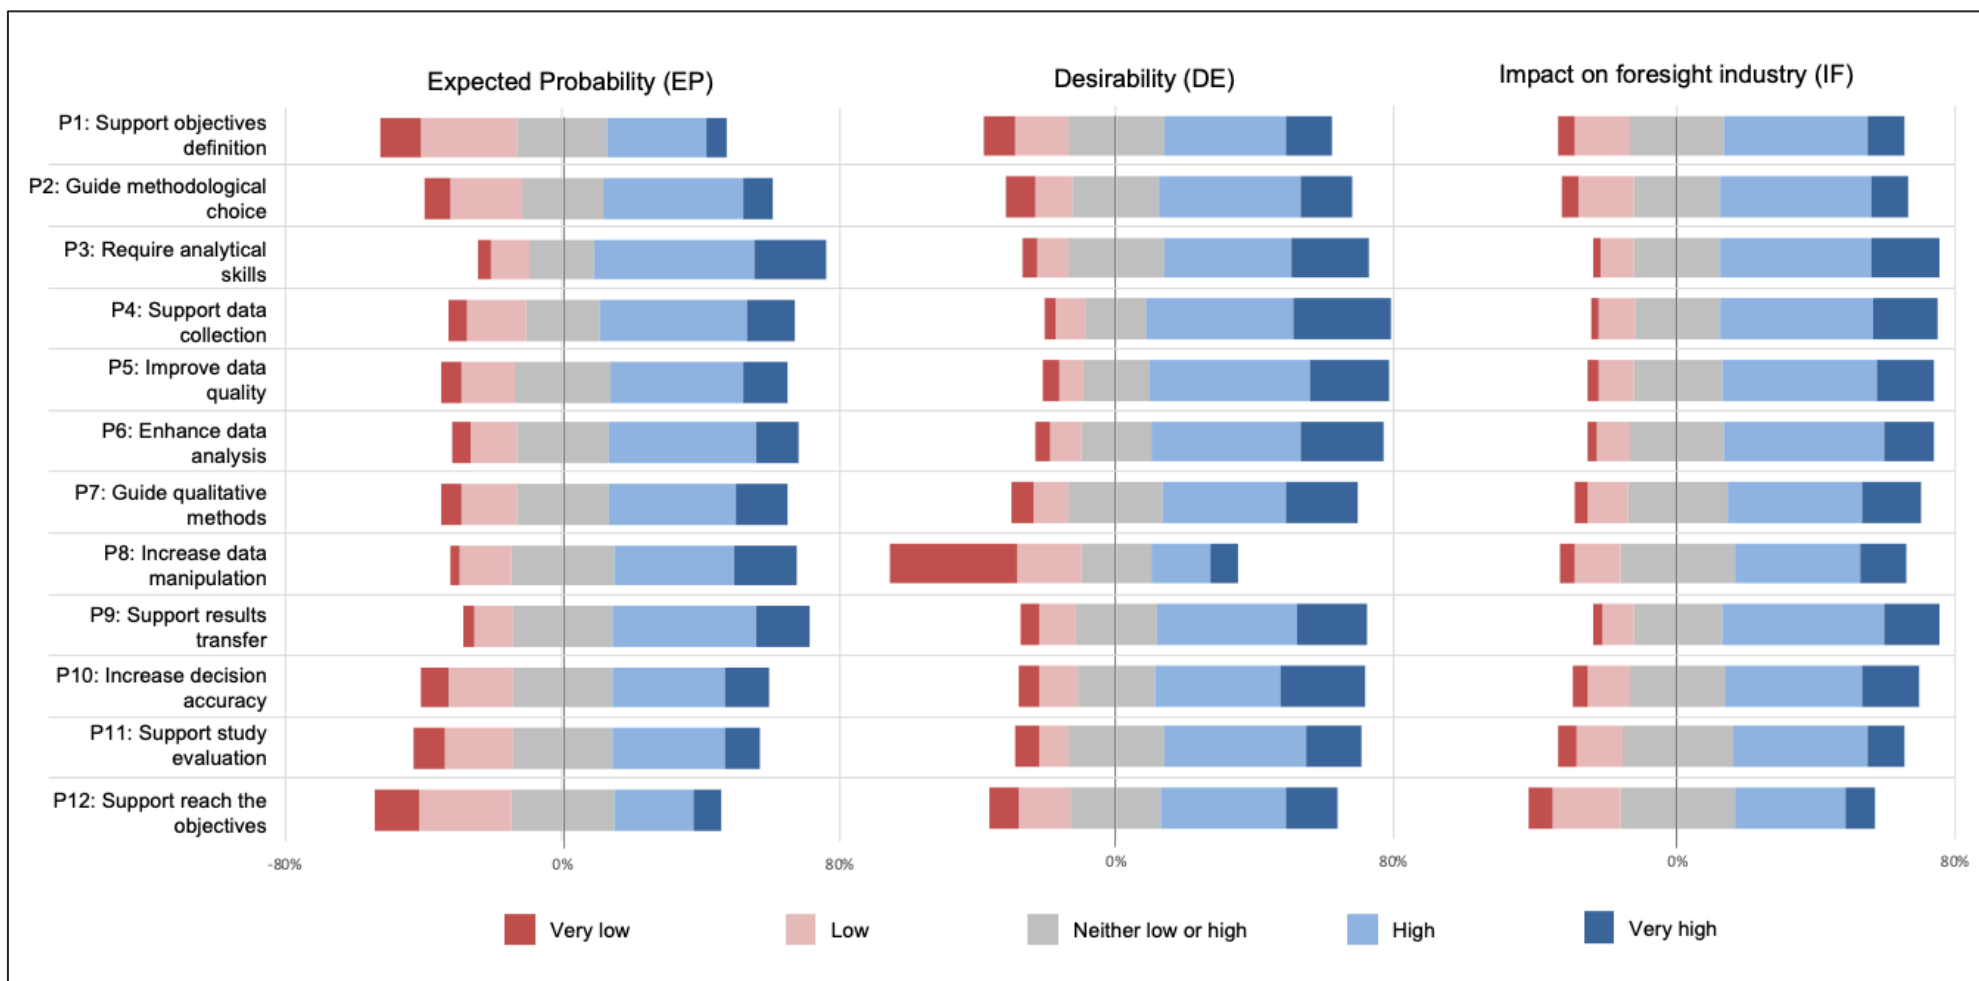 Expected Probability (EP)
Desirability (DE)
Impact on foresight industry (IF)
P1: Support objectives
definition
P2: Guide methodological
choice
P3: Require analytical
skills
P4: Support data
collection
P5: Improve data
quality
P6: Enhance data
analysis
P7: Guide qualitative
methods
P8: Increase data
manipulation
P9: Support results
transfer
P10: Increase decision
accuracy
P11: Support study
evaluation
P12: Support reach the
objectives
-80%
0%
80%
0%
80%
0%
80%
Very low
Low
Neither low or high
High
Very high